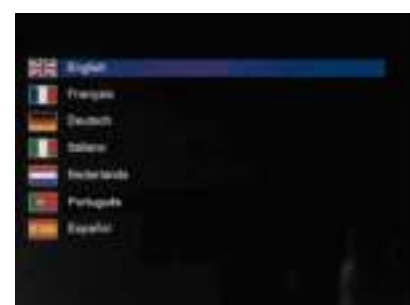 English
Français
Deutsch
Italiano
Nederlands
Português
Español